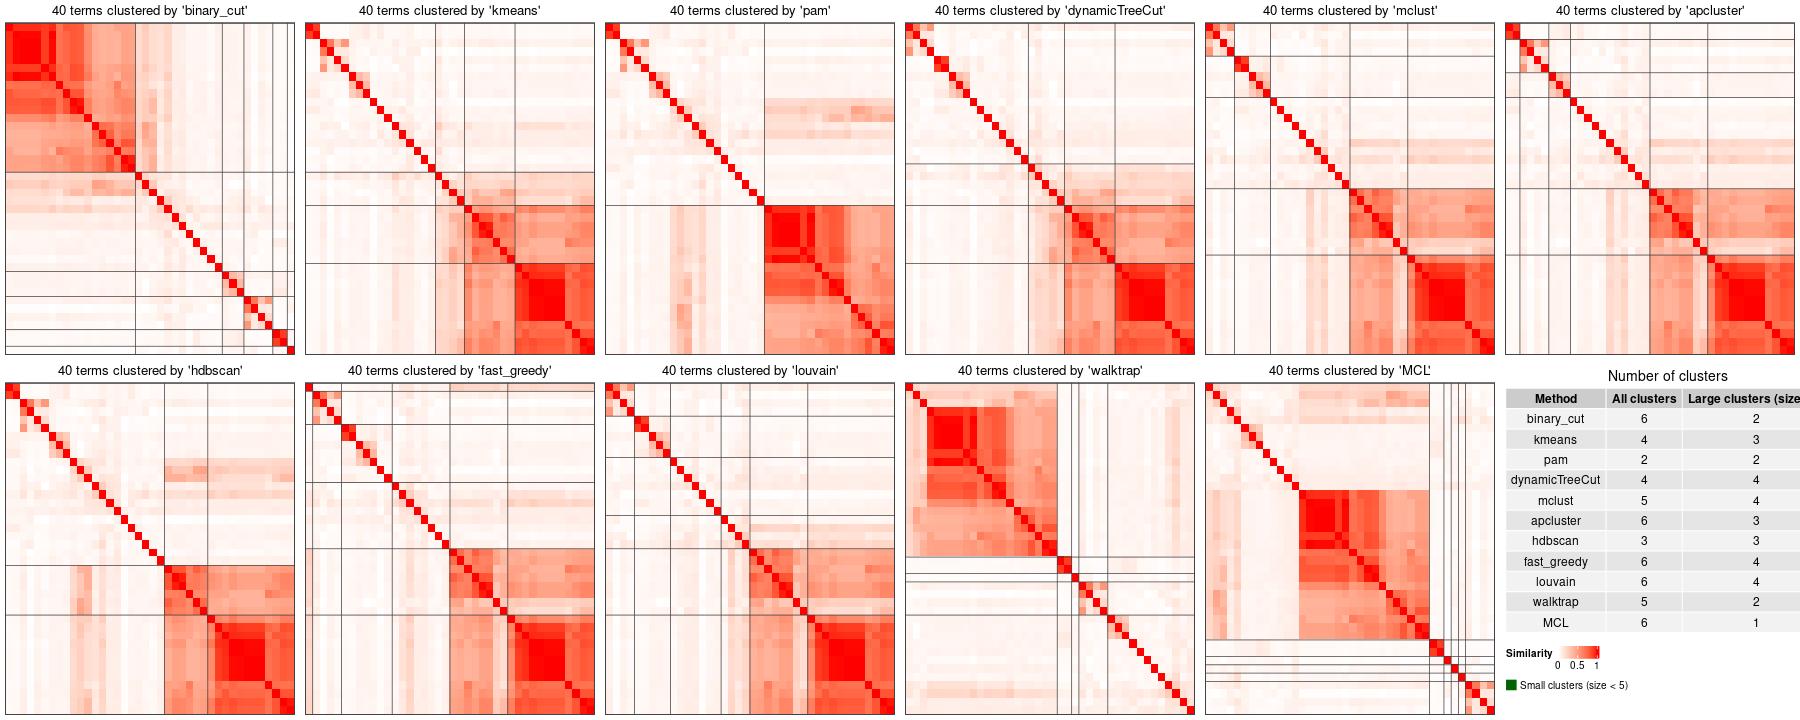 40 terms clustered by 'binary_cut'
40 terms clustered by 'kmeans'
40 terms clustered by 'pam'
40 terms clustered by 'dynamicTreeCut'
40 terms clustered by 'mclust'
40 terms clustered by 'apcluster'
40 terms clustered by 'hdbscan'
40 terms clustered by 'fast_greedy'
40 terms clustered by 'louvain'
40 terms clustered by 'walktrap'
40 terms clustered by 'MCL'
Number of clusters
Method All clusters Large clusters (size
binary_cut 6 2
kmeans 4 3
pam 2 2
dynamicTreeCut 4 4
mclust 5 4
apcluster 6 3
hdbscan 3 3
fast_greedy 6 4
louvain 6 4
walktrap 5 2
MCL 6 1
Similarity
0 0.5 1
Small clusters (size < 5)